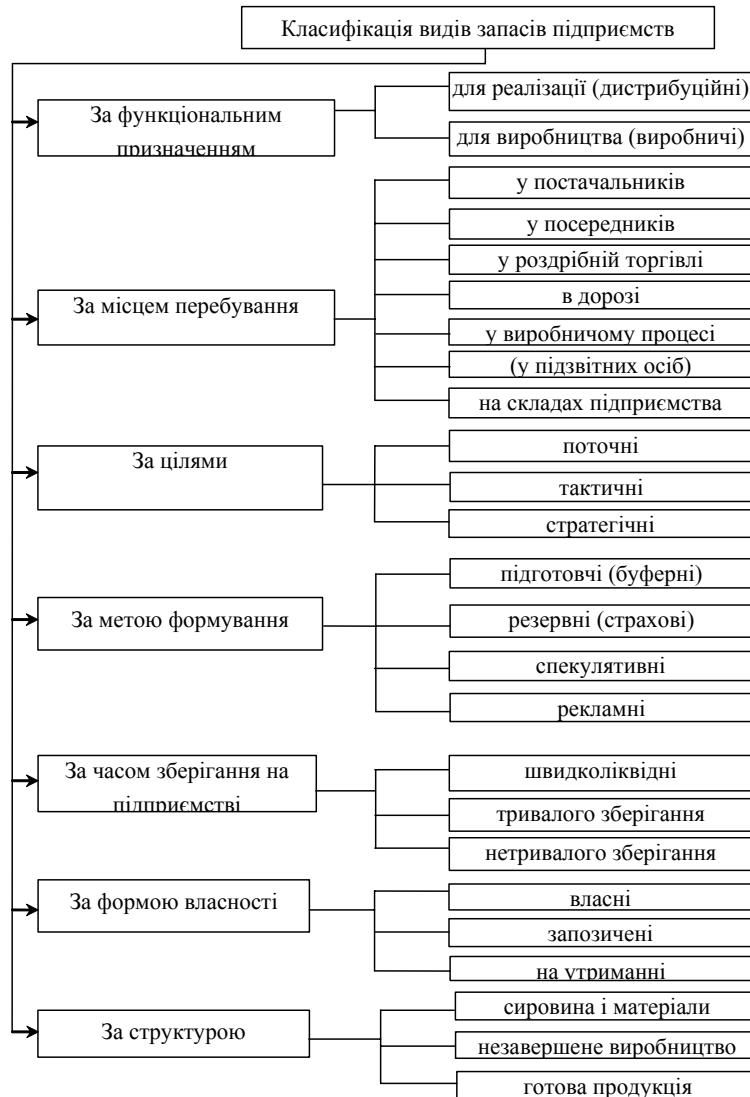 Класифікація видів запасів підприємств
За функціональним
призначенням
для реалізації (дистрибуційні)
для виробництва (виробничі)
За місцем перебування
у постачальників
у посередників
у роздрібній торгівлі
в дорозі
у виробничому процесі
(у підзвітних осіб)
на складах підприємства
За цілями
поточні
тактичні
стратегічні
За метою формування
підготовчі (буферні)
резервні (страхові)
спекулятивні
рекламні
За часом зберігання на
підприємстві
швидколіквідні
тривалого зберігання
нетривалого зберігання
За формою власності
власні
запозичені
на утриманні
За структурою
сировина і матеріали
незавершене виробництво
готова продукція